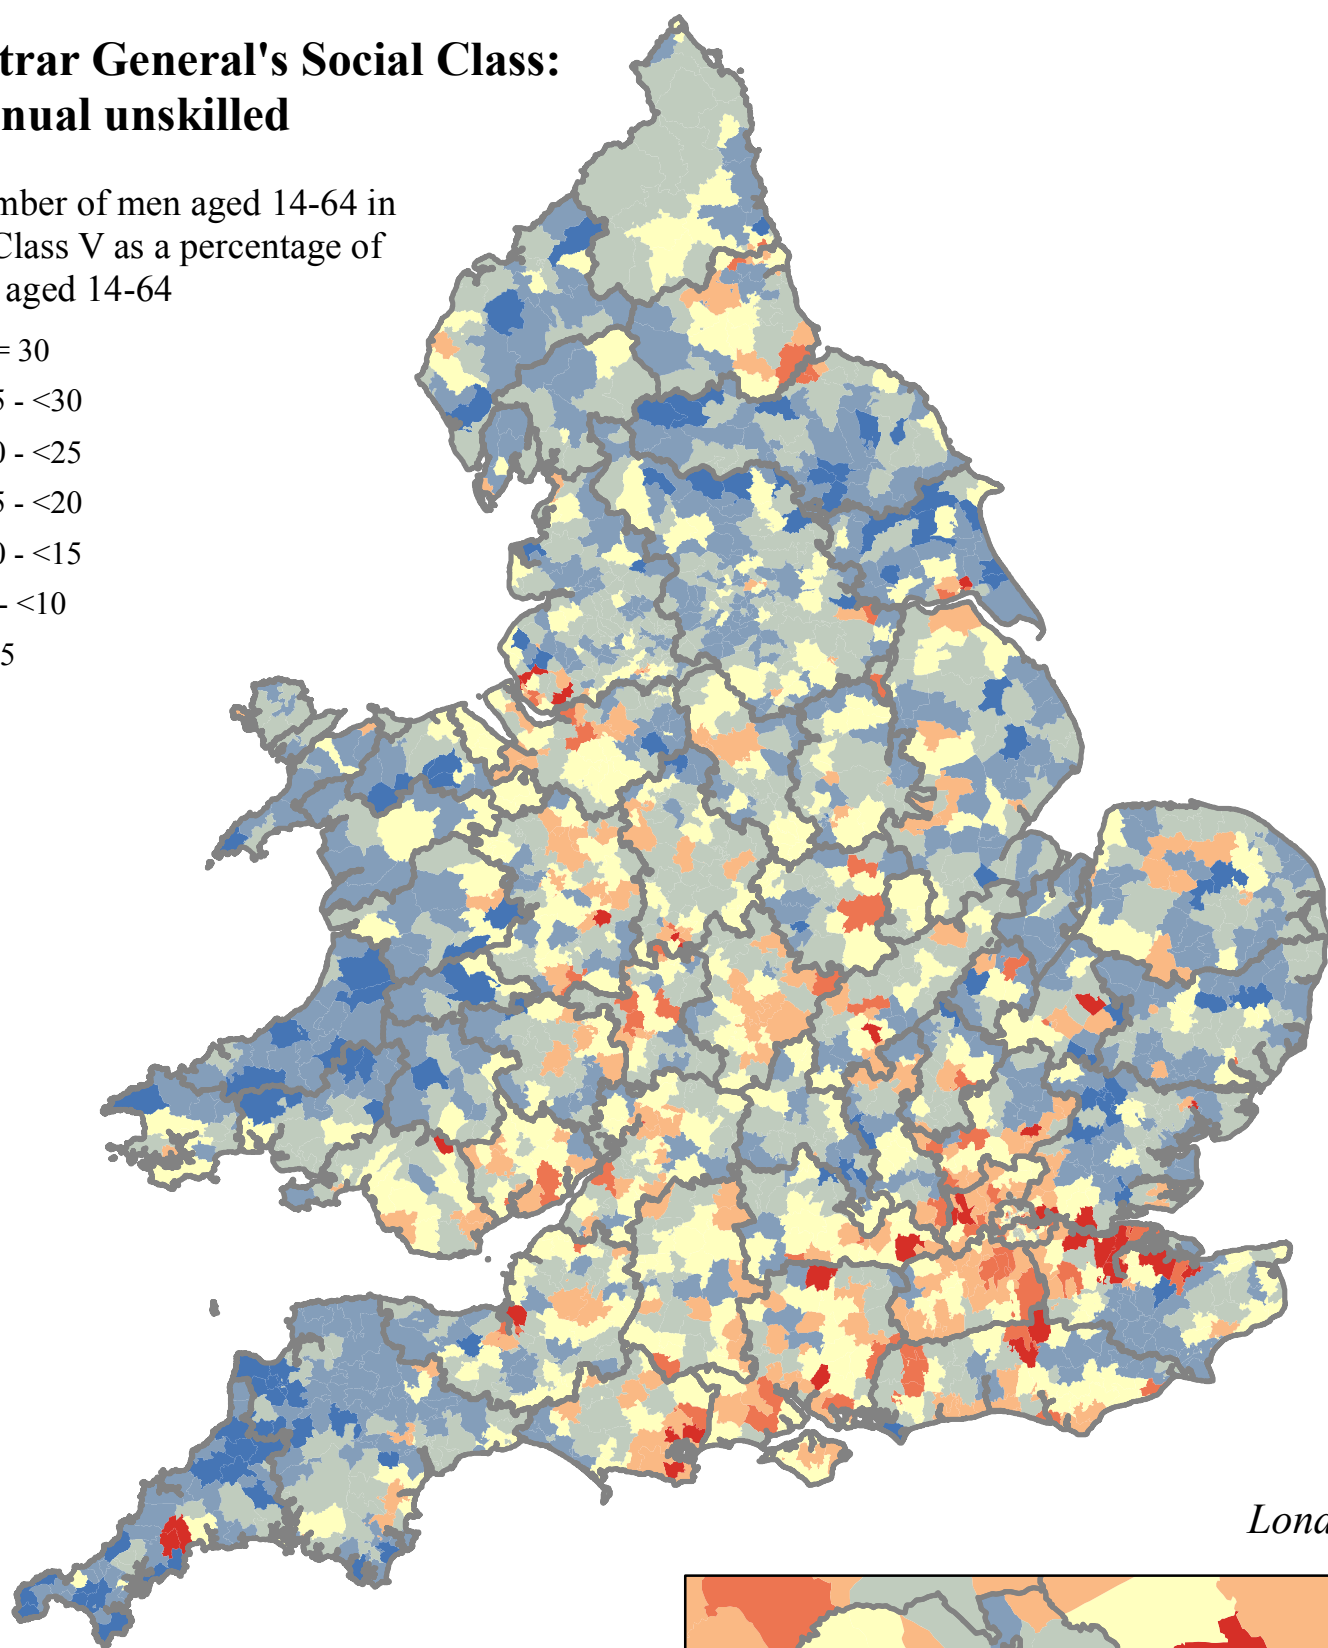 trar General's Social Class:
nual unskilled
mber of men aged 14-64 in
Class V as a percentage of
aged 14-64
= 30
5 - <30
0 - <25
5 - <20
0 - <15
- <10
5
Lond